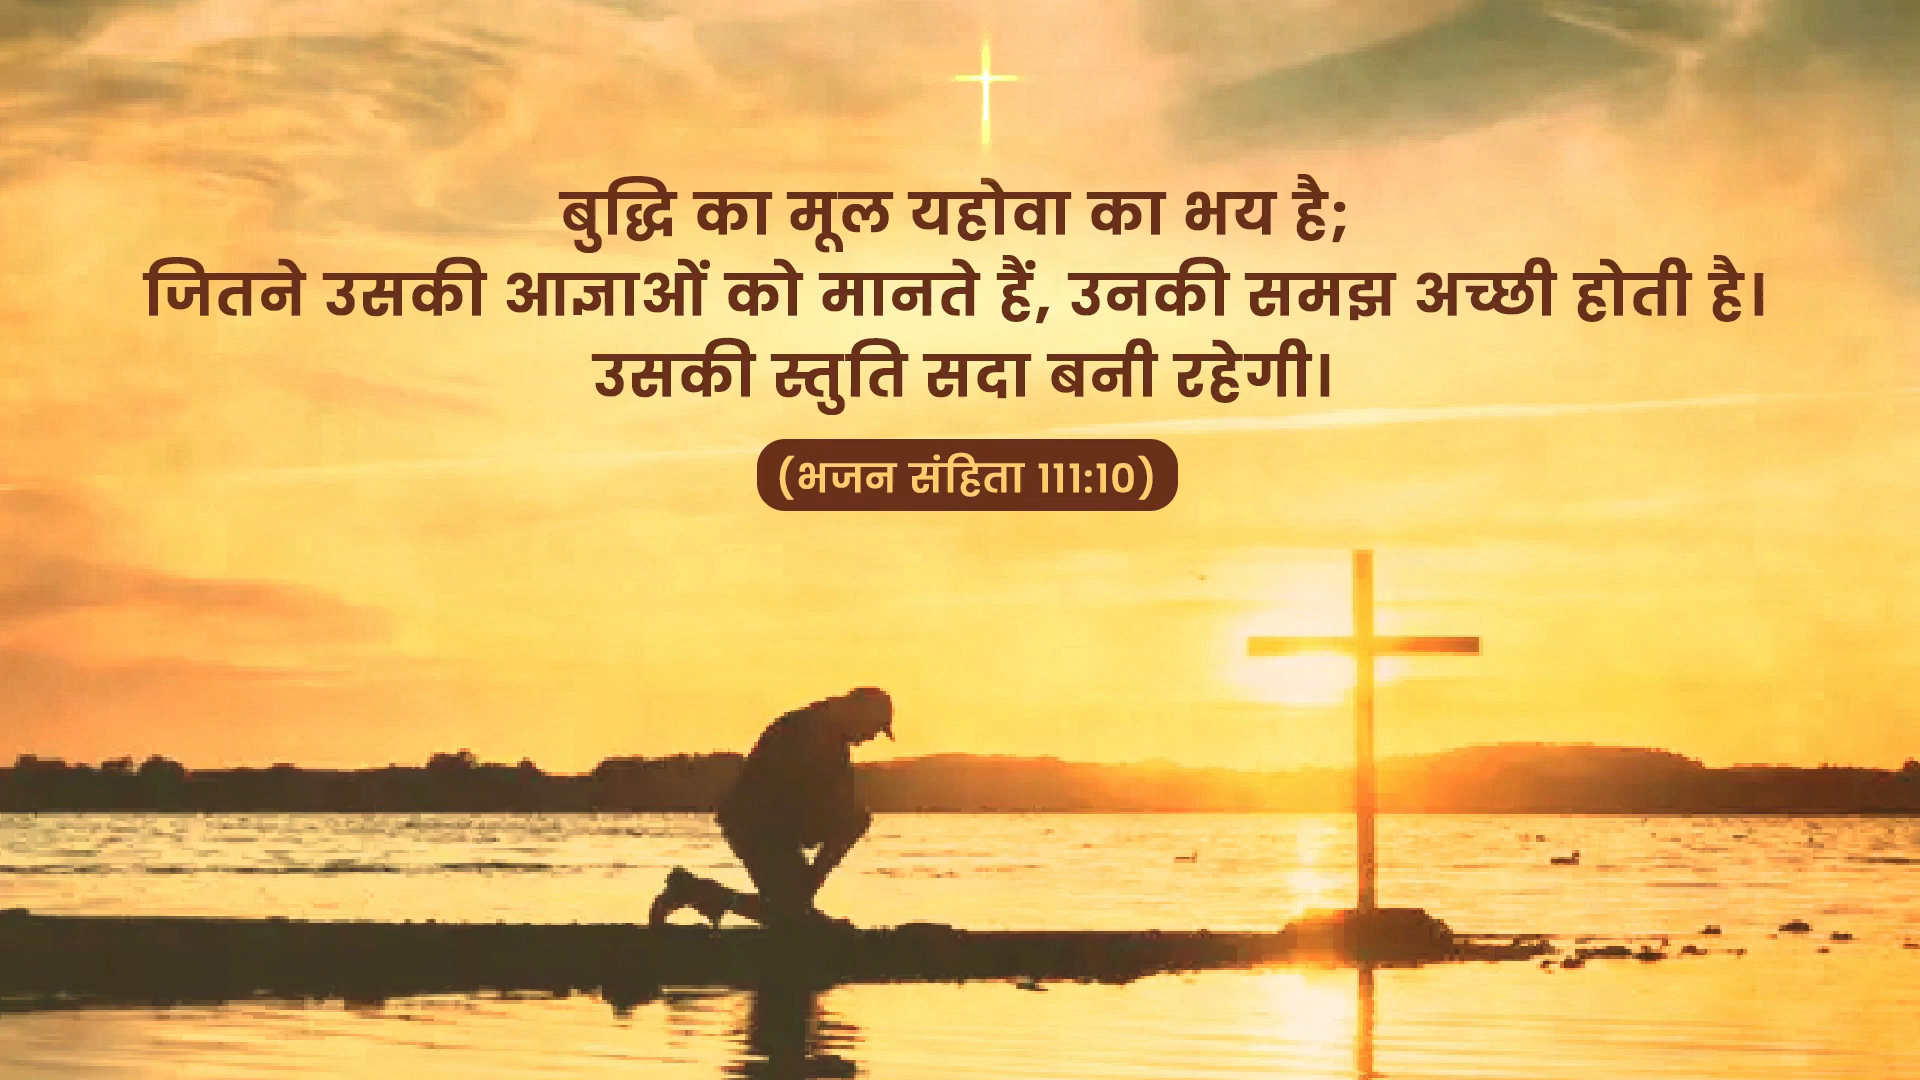 बुद्धि का मूल यहोवा का भय है;
जितने उसकी आज्ञाओं को मानते हैं, उनकी समझ अच्छी होती है।
उसकी स्तुति सदा बनी रहेगी।
(भजन संहिता 111:10)